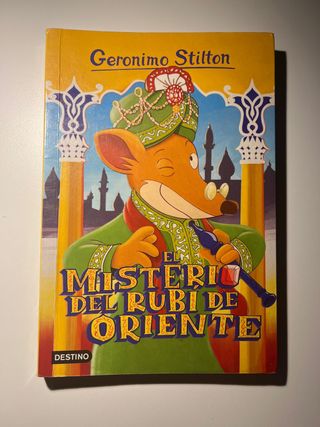 Geronimo Stilton
EL
MISTERIO
DEL RUBÍ DE
ORIENTE
DESTINO